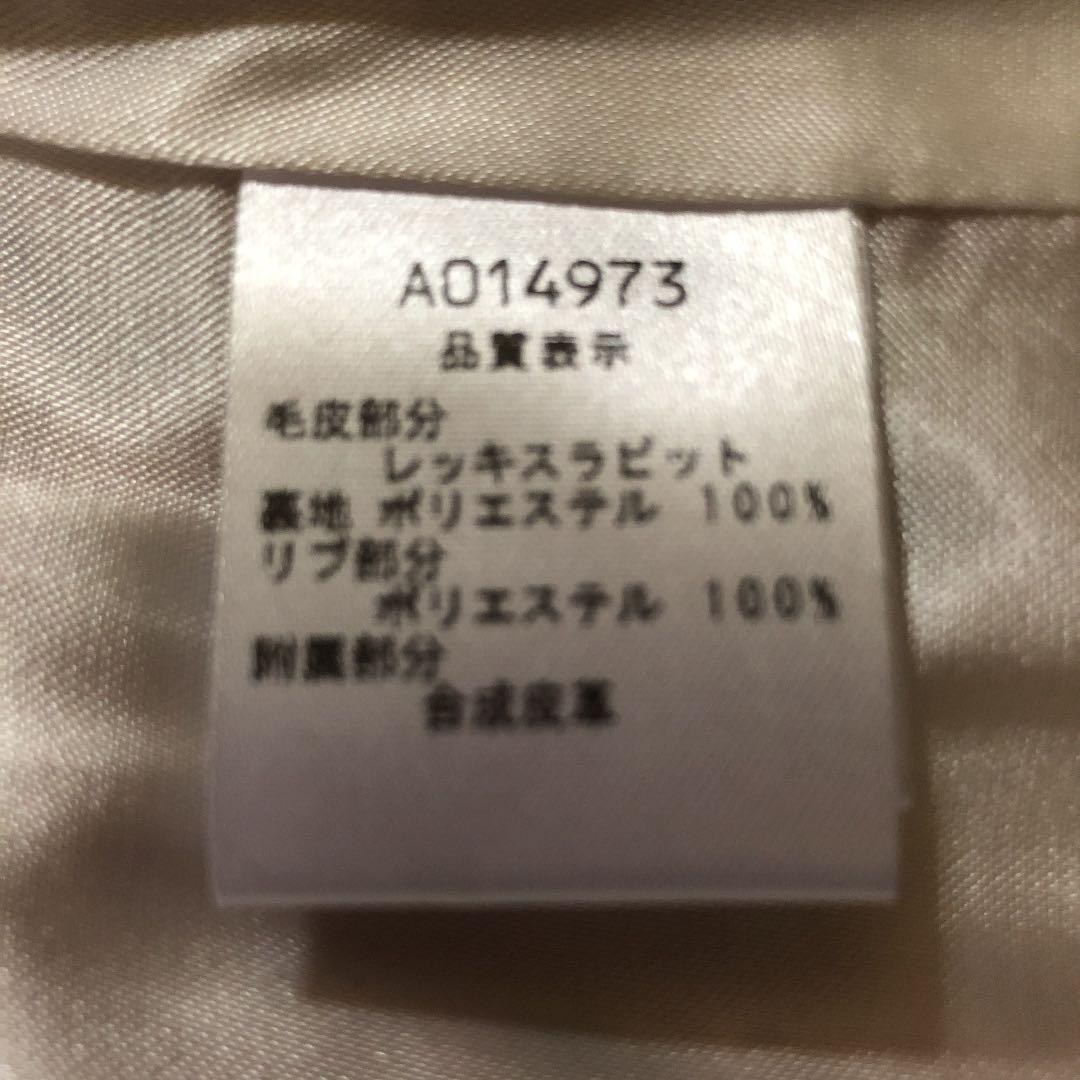 A014973
品質表示
毛皮部分
レッキスラビット
裏地 ポリエステル 100%
リブ部分
ポリエステル 100%
附属部分
合成皮革